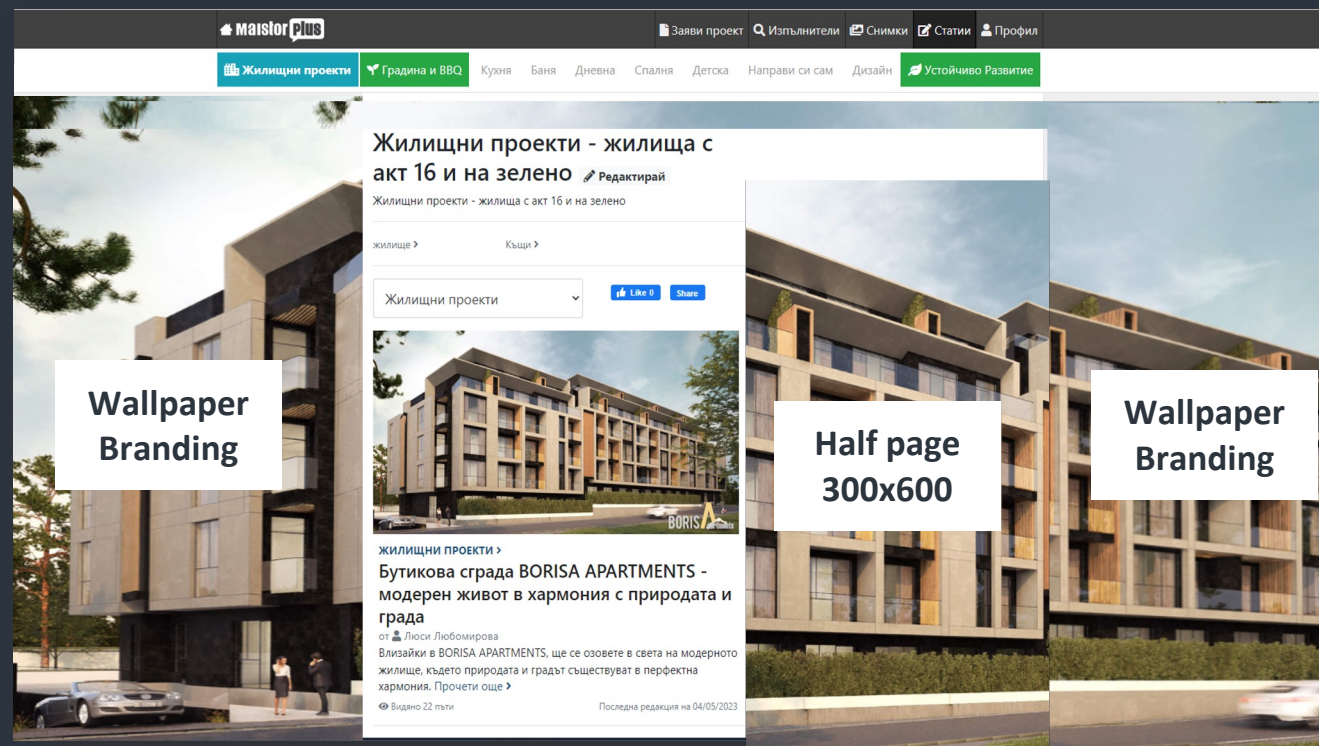 Maistor Plus
Заяви проект Изпълнители Снимки Статии Профил
Жилищни проекти Градина и BBQ Кухня Баня Дневна Спалня Детска Направи си сам Дизайн Устойчиво Развитие
Жилищни проекти - жилища с
акт 16 и на зелено Редактирай
Жилищни проекти - жилища с акт 16 и на зелено
жилище Къщи
Жилищни проекти
Like 0 Share
Wallpaper
Branding
Half page
300x600
Wallpaper
Branding
BORISA
ЖИЛИЩНИ ПРОЕКТИ
Бутикова сграда BORISA APARTMENTS -
модерен живот в хармония с природата и
града
от Люси Любомирова
Влизайки в BORISA APARTMENTS, ще се озовете в света на модерното
жилище, където природата и градът съществуват в перфектна
хармония. Прочети още
Видяно 22 пъти Последна редакция на 04/05/2023